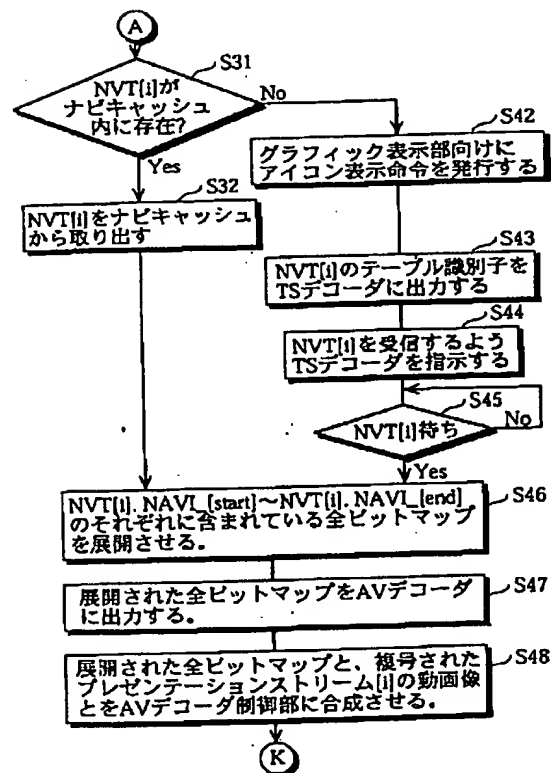 A
S31
NVT[i]が
ナビキャッシュ
内に存在?
No
Yes
S32
NVT[i]をナビキャッシュ
から取り出す
S42
グラフィック表示部向けに
アイコン表示命令を発行する
S43
NVT[i]のテーブル識別子を
TSデコーダに出力する
S44
NVT[i]を受信するよう
TSデコーダを指示する
S45
NVT[i]待ち
No
Yes
S46
NVT[i]. NAVI_[start]～NVT[i]. NAVI_[end]
のそれぞれに含まれている全ビットマップ
を展開させる。
S47
展開された全ビットマップをAVデコーダ
に出力する。
S48
展開された全ビットマップと、複号された
プレゼンテーションストリーム[i]の動画像
とをAVデコーダ制御部に合成させる。
K